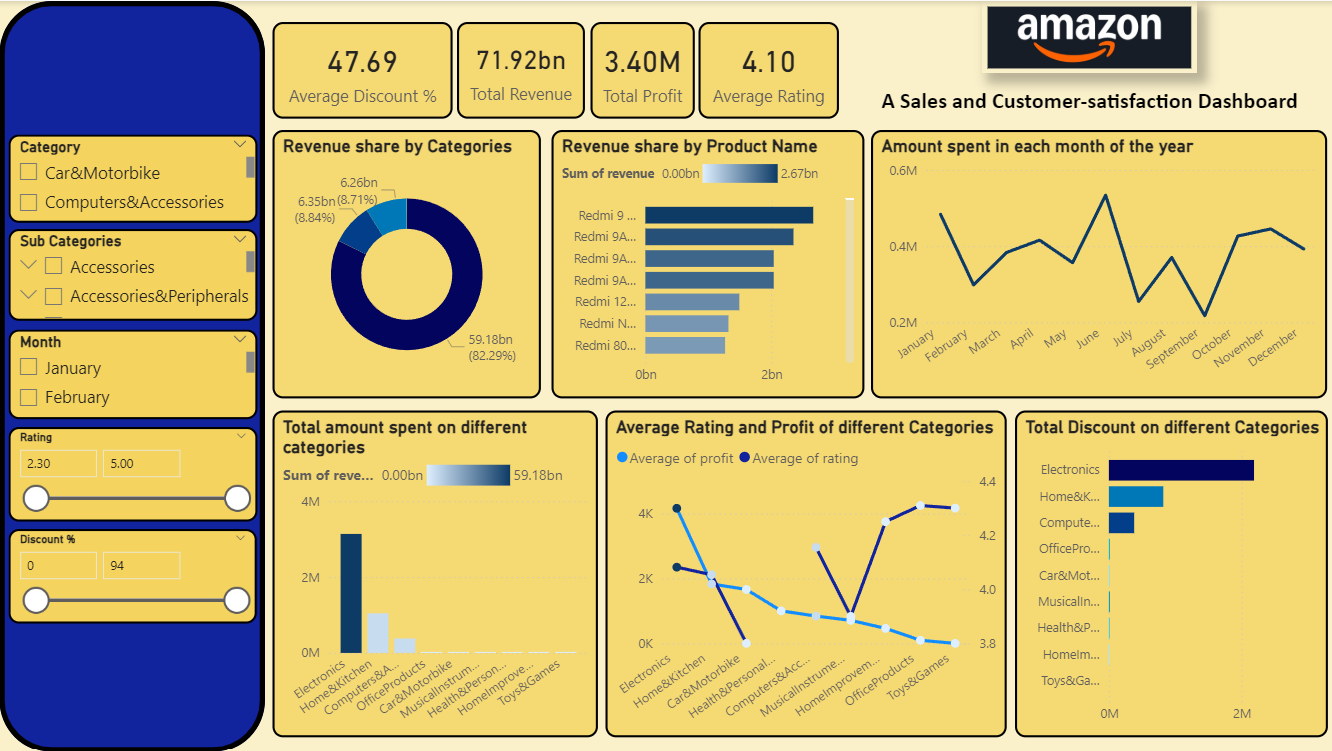 47.69
Average Discount %
71.92bn
Total Revenue
3.40M
Total Profit
4.10
Average Rating
amazon
A Sales and Customer-satisfaction Dashboard
Category
Car&Motorbike
Computers&Accessories
Sub Categories
Accessories
Accessories&Peripherals
Month
January
February
Rating
2.30 5.00
Discount %
0 94
Revenue share by Categories
6.26bn
(8.71%)
6.35bn
(8.84%)
59.18bn
(82.29%)
Revenue share by Product Name
Sum of revenue 0.00bn 2.67bn
Redmi 9 ...
Redmi 9A...
Redmi 9A...
Redmi 9A...
Redmi 12...
Redmi N...
Redmi 80...
0bn 2bn
Amount spent in each month of the year
0.6M
0.4M
0.2M
January February March April May June July August September October November December
Total amount spent on different
categories
Sum of reve... 0.00bn 59.18bn
4M
2M
0M
Electronics Home&Kitchen Computers&A... OfficeProducts Car&Motorbike MusicalInstrum... Health&Person... HomeImprove... Toys&Games
Average Rating and Profit of different Categories
Average of profit Average of rating
4K
2K
0K
4.4
4.2
4.0
3.8
Electronics Home&Kitchen Car&Motorbike Health&Personal... Computers&Acc... MusicalInstrume... HomeImprovem... OfficeProducts Toys&Games
Total Discount on different Categories
Electronics
Home&K...
Compute...
OfficePro...
Car&Mot...
MusicalIn...
Health&P...
HomeIm...
Toys&Ga...
0M 2M